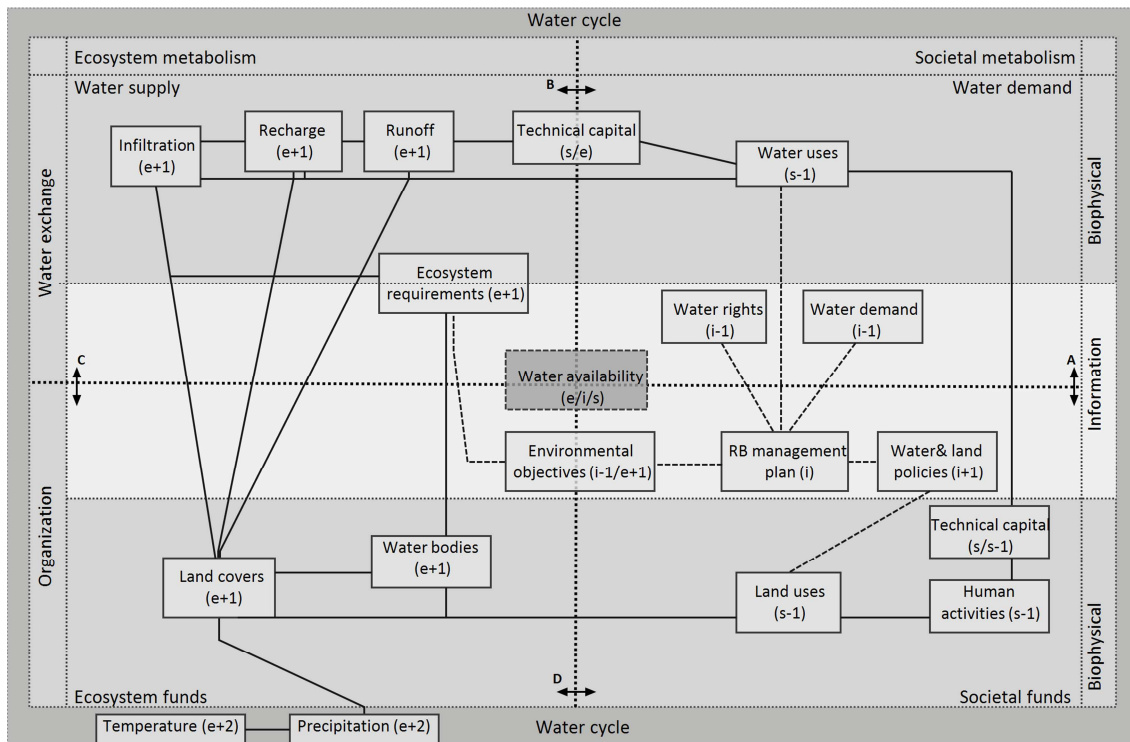 Water cycle
Ecosystem metabolism
Societal metabolism
Water supply
B
Water demand
Infiltration
(e+1)
Recharge
(e+1)
Runoff
(e+1)
Technical capital
(s/e)
Water uses
(s-1)
Water exchange
Biophysical
Ecosystem
requirements (e+1)
Water rights
(i-1)
Water demand
(i-1)
C
A
Water availability
(e/i/s)
Information
Environmental
objectives (i-1/e+1)
RB management
plan (i)
Water& land
policies (i+1)
Organization
Technical capital
(s/s-1)
Water bodies
(e+1)
Land covers
(e+1)
Land uses
(s-1)
Human
activities (s-1)
Biophysical
D
Ecosystem funds
Societal funds
Temperature (e+2)
Precipitation (e+2)
Water cycle